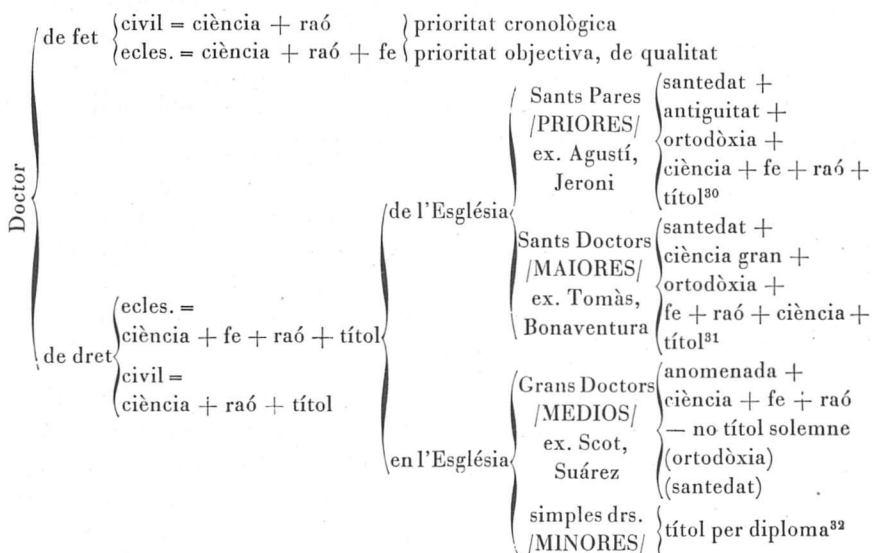 Doctor
de fet
civil = ciència + raó
ecles. = ciència + raó + fe
prioritat cronològica
prioritat objectiva, de qualitat
de dret
ecles. =
ciència + fe + raó + títol
civil =
ciència + raó + títol
de l'Església
Sants Pares
/PRIORES/
ex. Agustí,
Jeroni
santedat +
antiguitat +
ortodòxia +
ciència + fe + raó +
títol³⁰
Sants Doctors
/MAIORES/
ex. Tomàs,
Bonaventura
santedat +
ciència gran +
ortodòxia +
fe + raó + ciència +
títol³¹
en l'Església
Grans Doctors
/MEDIOS/
ex. Scot,
Suárez
anomenada +
ciència + fe + raó
— no títol solemne
(ortodòxia)
(santedat)
simples drs.
/MINORES/
títol per diploma³²